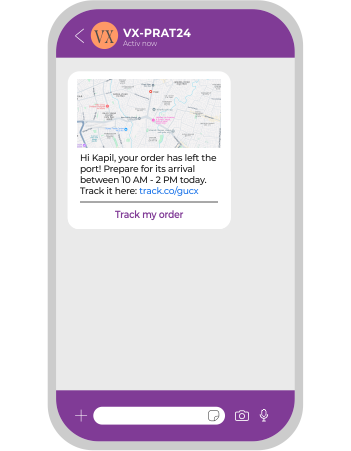 VX
VX-PRAT24
Activ now
Hi Kapil, your order has left the
port! Prepare for its arrival
between 10 AM - 2 PM today.
Track it here: track.co/gucx
Track my order